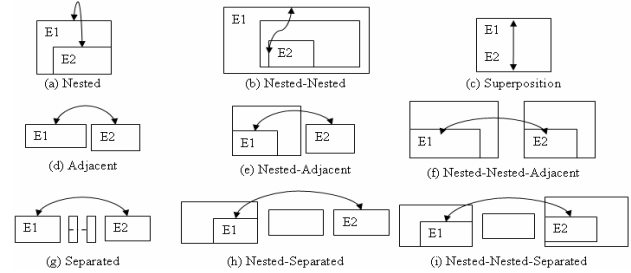 E1
E2
(a) Nested
E1
E2
(b) Nested-Nested
E1
E2
(c) Superposition
E1 E2
(d) Adjacent
E1 E2
(e) Nested-Adjacent
E1 E2
(f) Nested-Nested-Adjacent
E1 E2
(g) Separated
E1 E2
(h) Nested-Separated
E1 E2
(i) Nested-Nested-Separated